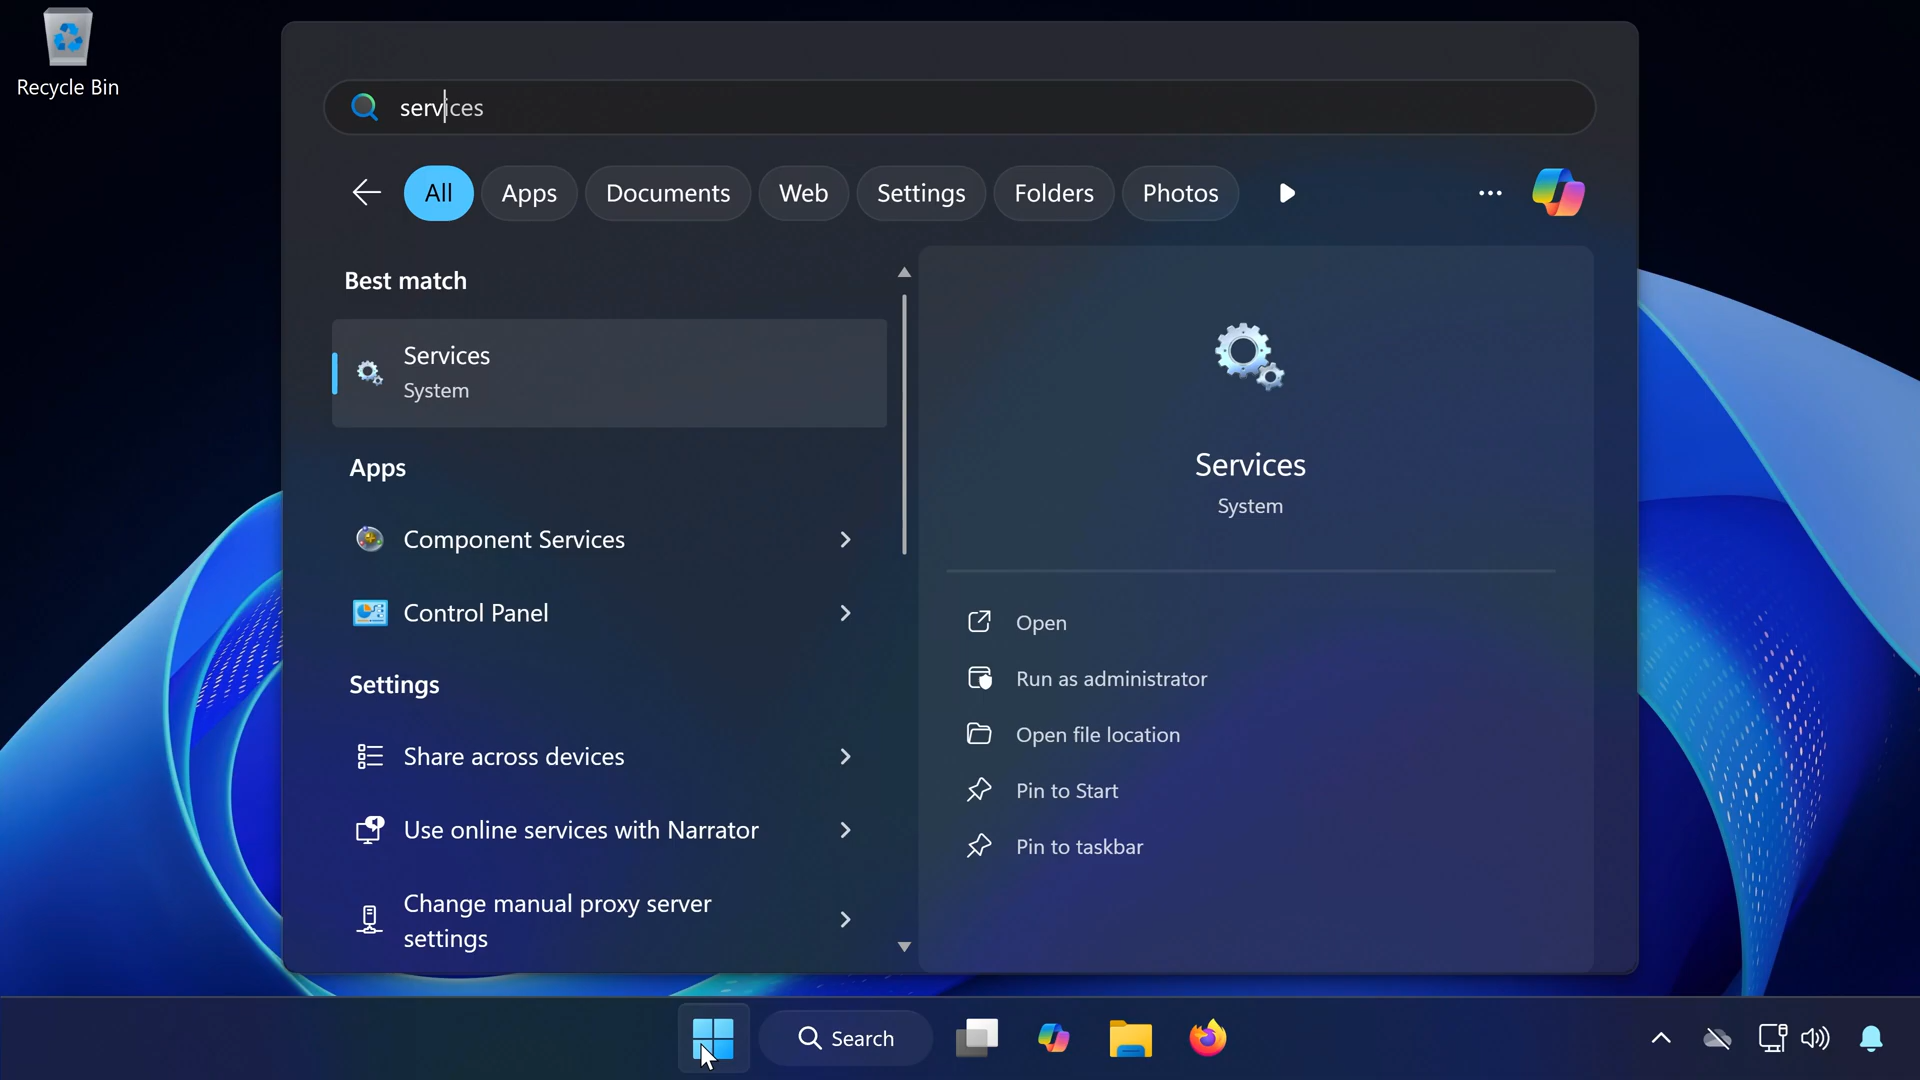 Recycle Bin
services
All
Apps
Documents
Web
Settings
Folders
Photos
Best match
Services
System
Apps
Component Services
Control Panel
Settings
Share across devices
Use online services with Narrator
Change manual proxy server
settings
Services
System
Open
Run as administrator
Open file location
Pin to Start
Pin to taskbar
Search